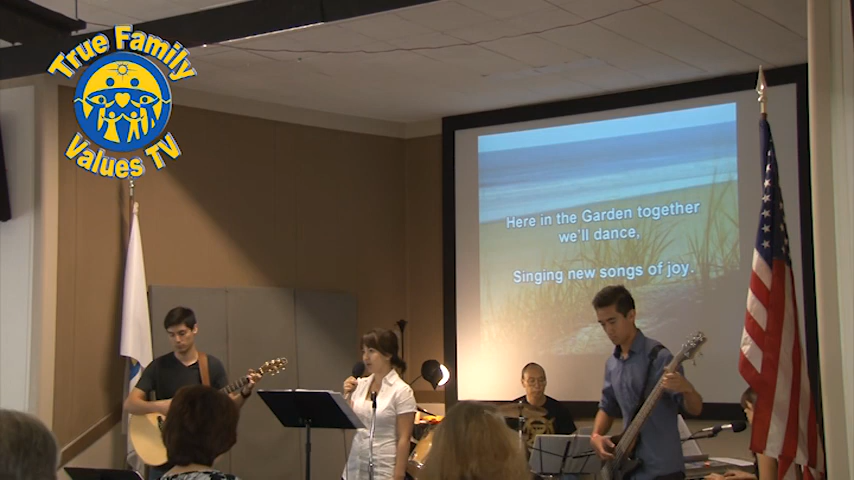 True Family
Values TV
Here in the Garden together
we'll dance,
Singing new songs of joy.